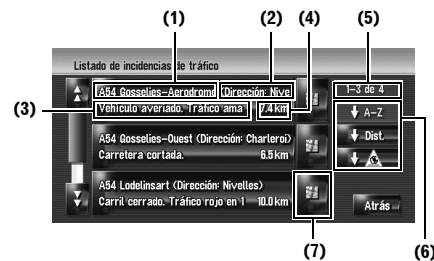 (1) (2) (4) (5)
Listado de incidencias de tráfico
A54 Gosselies-Aerodrome (Dirección: Nive
1-3 de 4
(3) Vehículo averiado. Tráfico ama 7.4 km
A-Z
A54 Gosselies-Ouest (Dirección: Charleroi)
Dist.
Carretera cortada. 6.5 km
A54 Lodelinsart (Dirección: Nivelles)
Carril cerrado. Tráfico rojo en 1 10.0 km
Atrás
(6)
(7)